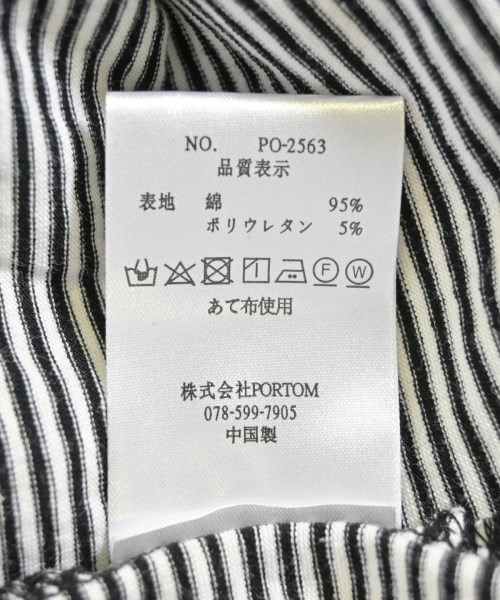 NO. PO-2563
品質表示
表地 綿 95%
ポリウレタン 5%
F W
あて布使用
株式会社PORTOM
078-599-7905
中国製